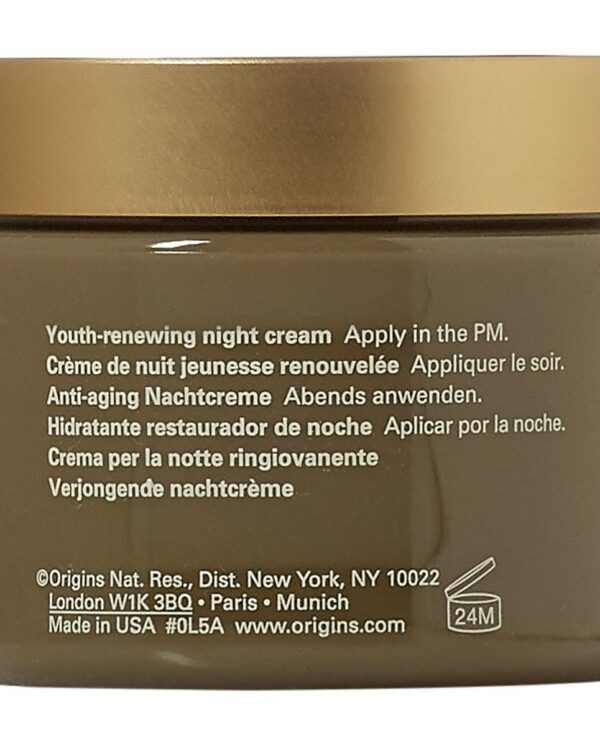 Youth-renewing night cream Apply in the PM.
Crème de nuit jeunesse renouvelée Appliquer le soir.
Anti-aging Nachtcreme Abends anwenden.
Hidratante restaurador de noche Aplicar por la noche.
Crema per la notte ringiovanente
Verjongende nachtcrème
©Origins Nat. Res., Dist. New York, NY 10022
London W1K 3BQ • Paris • Munich
Made in USA #0L5A www.origins.com
24M